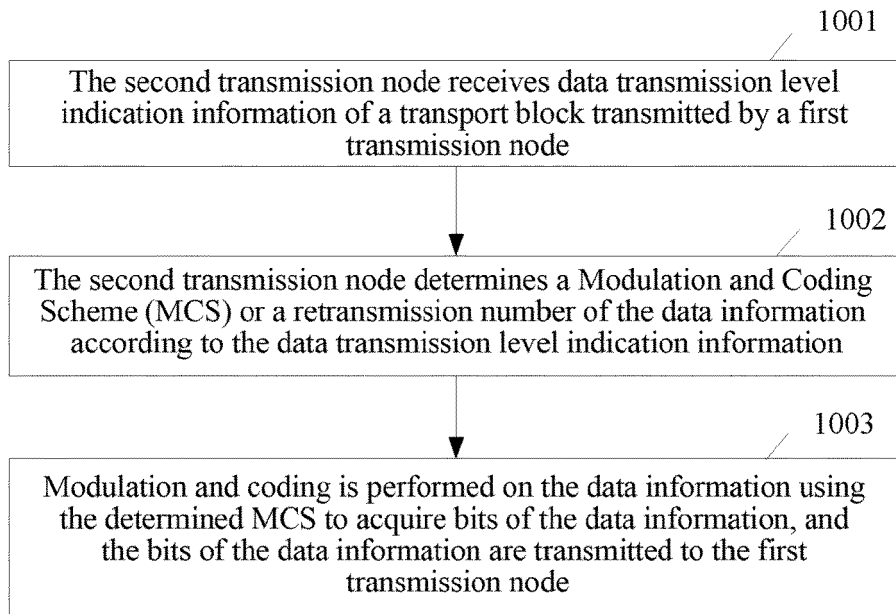 1001
The second transmission node receives data transmission level
indication information of a transport block transmitted by a first
transmission node
1002
The second transmission node determines a Modulation and Coding
Scheme (MCS) or a retransmission number of the data information
according to the data transmission level indication information
1003
Modulation and coding is performed on the data information using
the determined MCS to acquire bits of the data information, and
the bits of the data information are transmitted to the first
transmission node